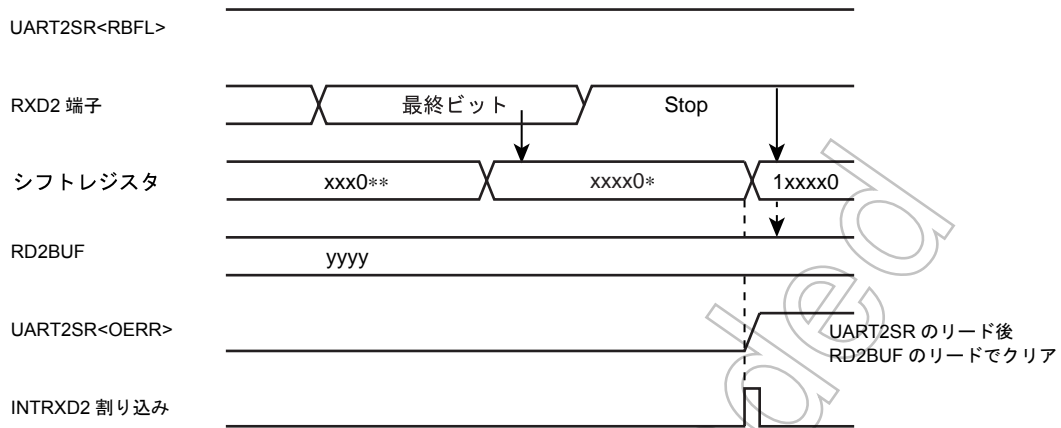 UART2SR<RBFL>
RXD2 端子
最終ビット
Stop
シフトレジスタ
xxx0**
xxxx0*
1xxxx0
RD2BUF
yyyy
UART2SR<OERR>
UART2SR のリード後
RD2BUF のリードでクリア
INTRXD2 割り込み
ded